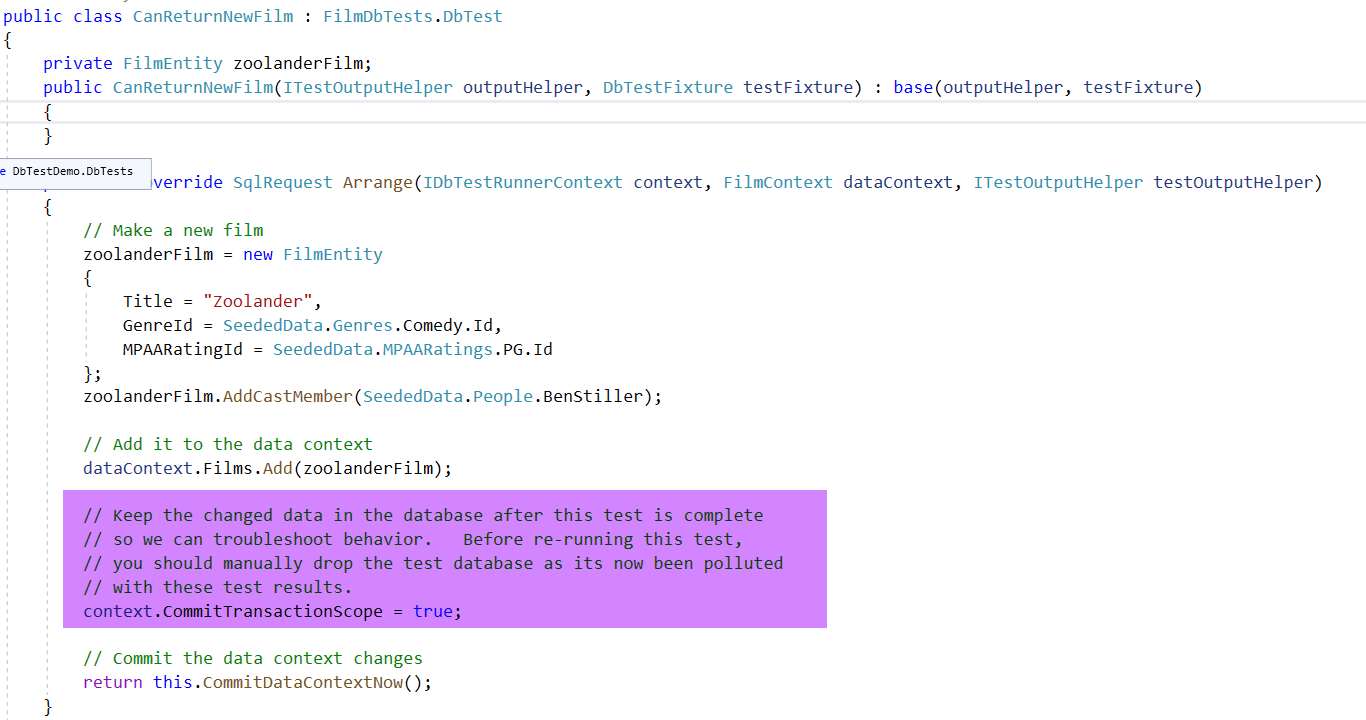 public class CanReturnNewFilm : FilmDbTests.DbTest
{
    private FilmEntity zoolanderFilm;
    public CanReturnNewFilm(ITestOutputHelper outputHelper, DbTestFixture testFixture) : base(outputHelper, testFixture)
    {
    }
e DbTestDemo.DbTests
verride SqlRequest Arrange(IDbTestRunnerContext context, FilmContext dataContext, ITestOutputHelper testOutputHelper)
    {
        // Make a new film
        zoolanderFilm = new FilmEntity
        {
            Title = "Zoolander",
            GenreId = SeededData.Genres.Comedy.Id,
            MPAARatingId = SeededData.MPAARatings.PG.Id
        };
        zoolanderFilm.AddCastMember(SeededData.People.BenStiller);
        // Add it to the data context
        dataContext.Films.Add(zoolanderFilm);
        // Keep the changed data in the database after this test is complete
        // so we can troubleshoot behavior.   Before re-running this test,
        // you should manually drop the test database as its now been polluted
        // with these test results.
        context.CommitTransactionScope = true;
        // Commit the data context changes
        return this.CommitDataContextNow();
    }